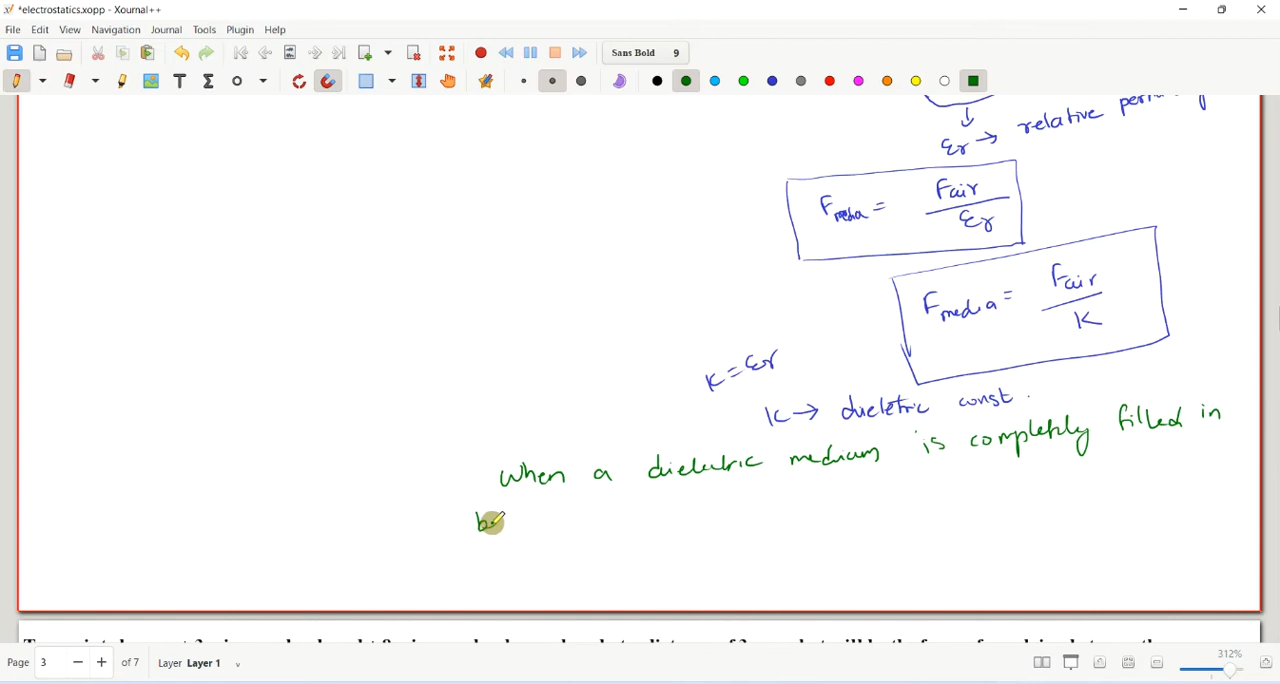 *electrostatics.xopp - Xournal++
File Edit View Navigation Journal Tools Plugin Help
Sans Bold 9
εr → relative
Fmedia = Fair / εr
Fmedia = Fair / K
K = εr
K → dieletric const.
When a dielectric medium is completely filled in
Page 3 of 7 Layer Layer 1 312%